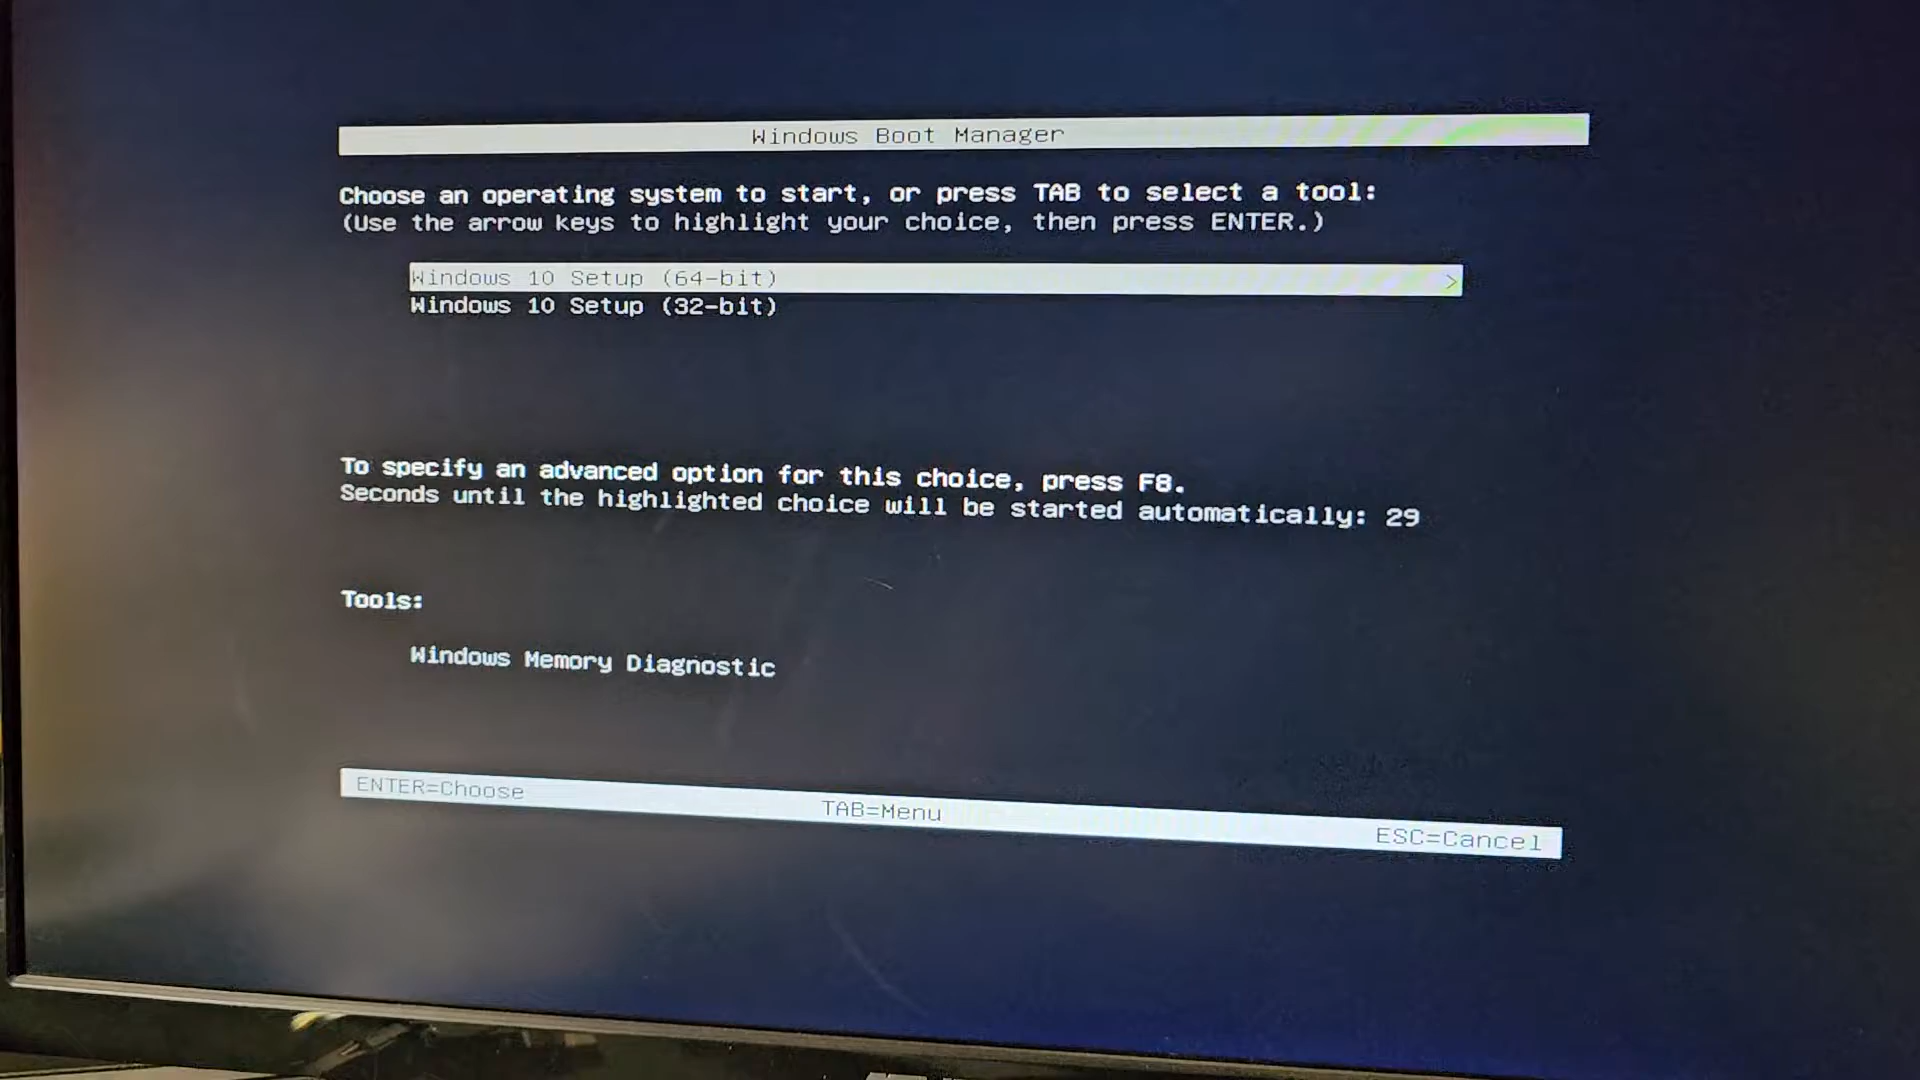 Windows Boot Manager
Choose an operating system to start, or press TAB to select a tool:
(Use the arrow keys to highlight your choice, then press ENTER.)
Windows 10 Setup (64-bit) >
Windows 10 Setup (32-bit)
To specify an advanced option for this choice, press F8.
Seconds until the highlighted choice will be started automatically: 29
Tools:
Windows Memory Diagnostic
ENTER=Choose TAB=Menu ESC=Cancel